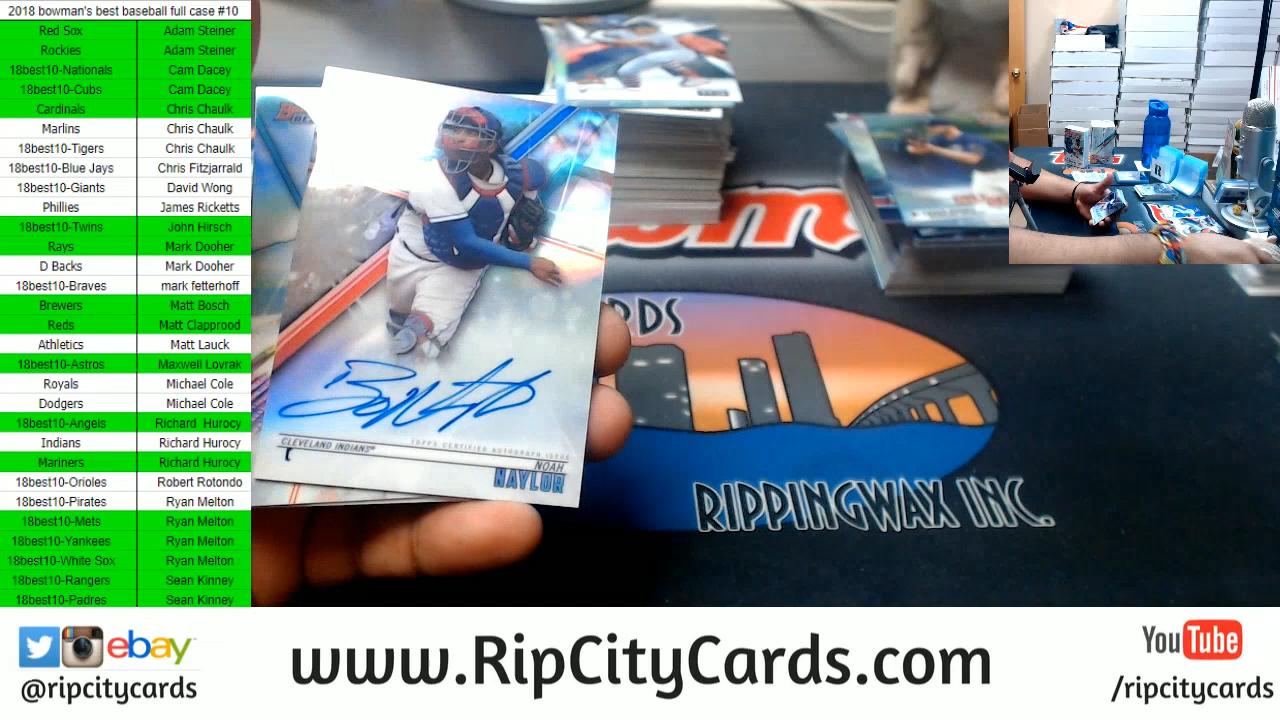 2018 bowman's best baseball full case #10
Red Sox Adam Steiner
Rockies Adam Steiner
18best10-Nationals Cam Dacey
18best10-Cubs Cam Dacey
Cardinals Chris Chaulk
Marlins Chris Chaulk
18best10-Tigers Chris Chaulk
18best10-Blue Jays Chris Fitzjarrald
18best10-Giants David Wong
Phillies James Ricketts
18best10-Twins John Hirsch
Rays Mark Dooher
D Backs Mark Dooher
18best10-Braves mark fetterhoff
Brewers Matt Bosch
Reds Matt Clapprood
Athletics Matt Lauck
18best10-Astros Maxwell Lovrak
Royals Michael Cole
Dodgers Michael Cole
18best10-Angels Richard Hurocy
Indians Richard Hurocy
Mariners Richard Hurocy
18best10-Orioles Robert Rotondo
18best10-Pirates Ryan Melton
18best10-Mets Ryan Melton
18best10-Yankees Ryan Melton
18best10-White Sox Ryan Melton
18best10-Rangers Sean Kinney
18best10-Padres Sean Kinney
CLEVELAND INDIANS
TOPPS CERTIFIED AUTOGRAPH ISSUE
NOAH
NAYLOR
RIPPINGWAX INC.
ebay
@ripcitycards
www.RipCityCards.com
YouTube
/ripcitycards